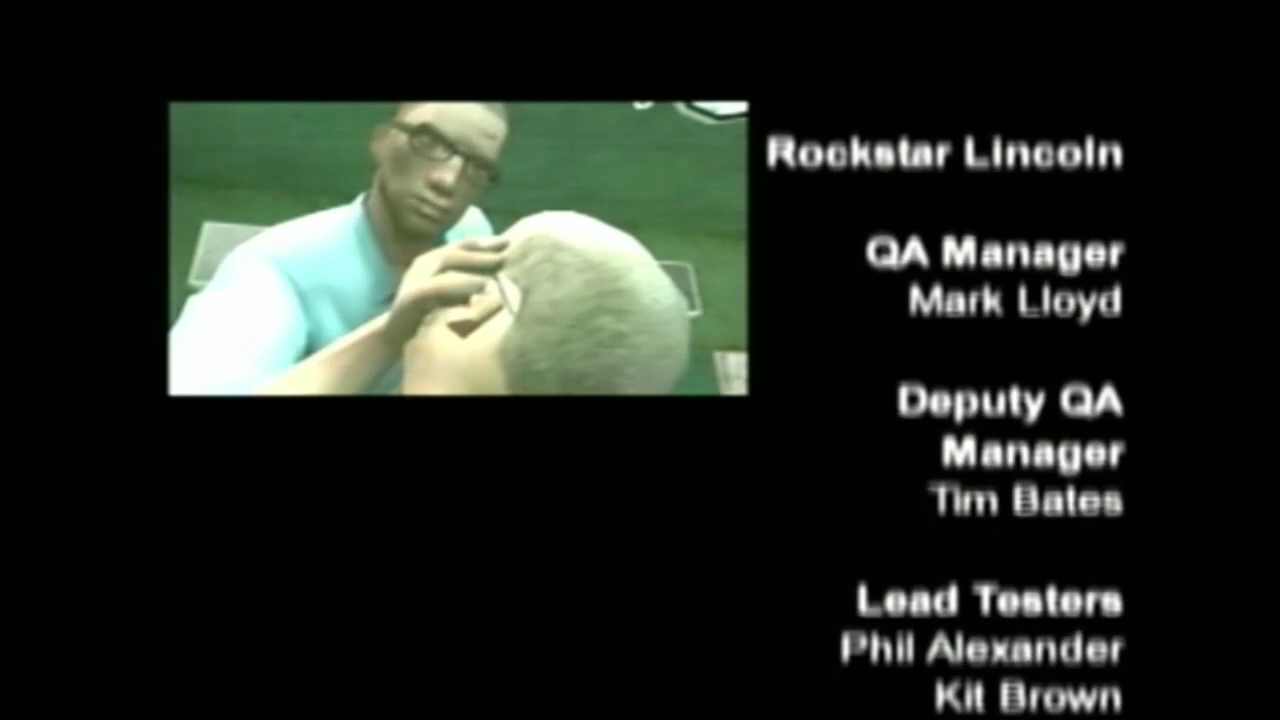 Rockstar Lincoln
QA Manager
Mark Lloyd
Deputy QA
Manager
Tim Bates
Lead Testers
Phil Alexander
Kit Brown